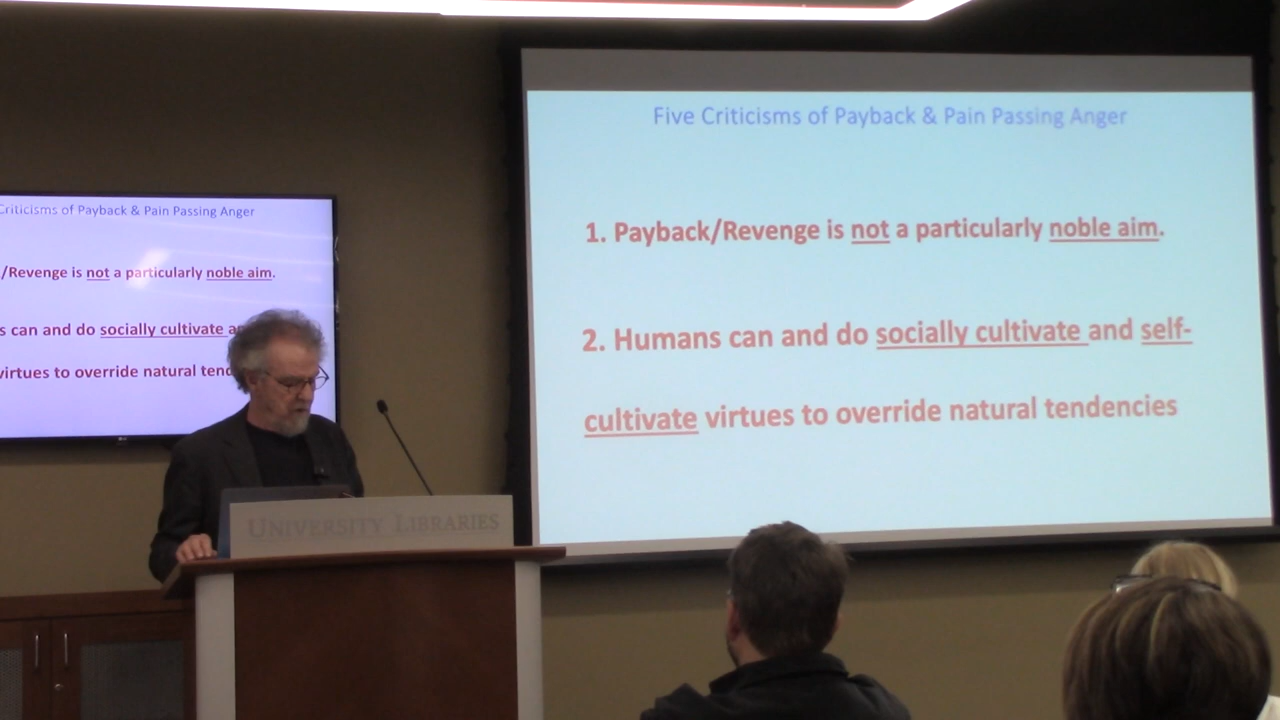 Five Criticisms of Payback & Pain Passing Anger
1. Payback/Revenge is not a particularly noble aim.
2. Humans can and do socially cultivate and self-
cultivate virtues to override natural tendencies
Criticisms of Payback & Pain Passing Anger
/Revenge is not a particularly noble aim.
s can and do socially cultivate a
virtues to override natural tend
UNIVERSITY LIBRARIES